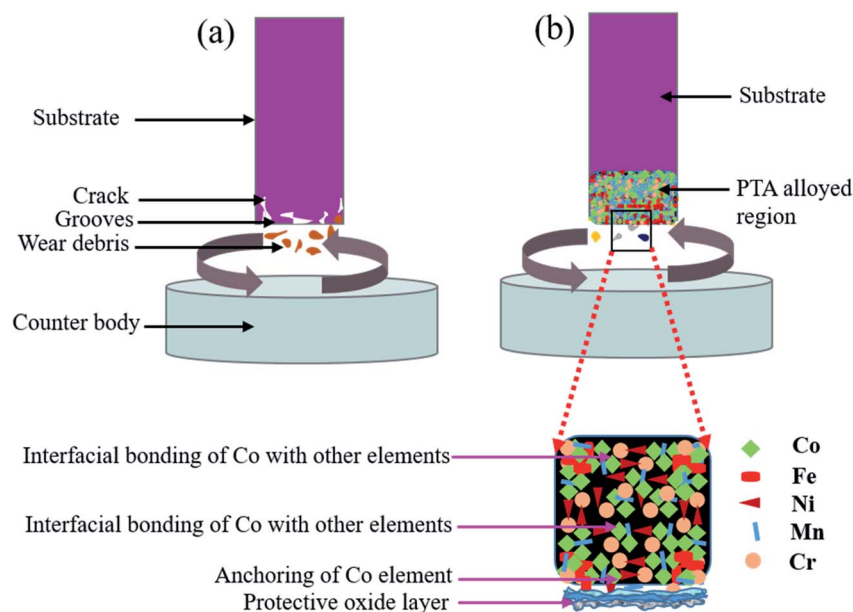 (a)
Substrate
Crack
Grooves
Wear debris
Counter body
(b)
Substrate
PTA alloyed
region
Interfacial bonding of Co with other elements
Interfacial bonding of Co with other elements
Anchoring of Co element
Protective oxide layer
Co
Fe
Ni
Mn
Cr